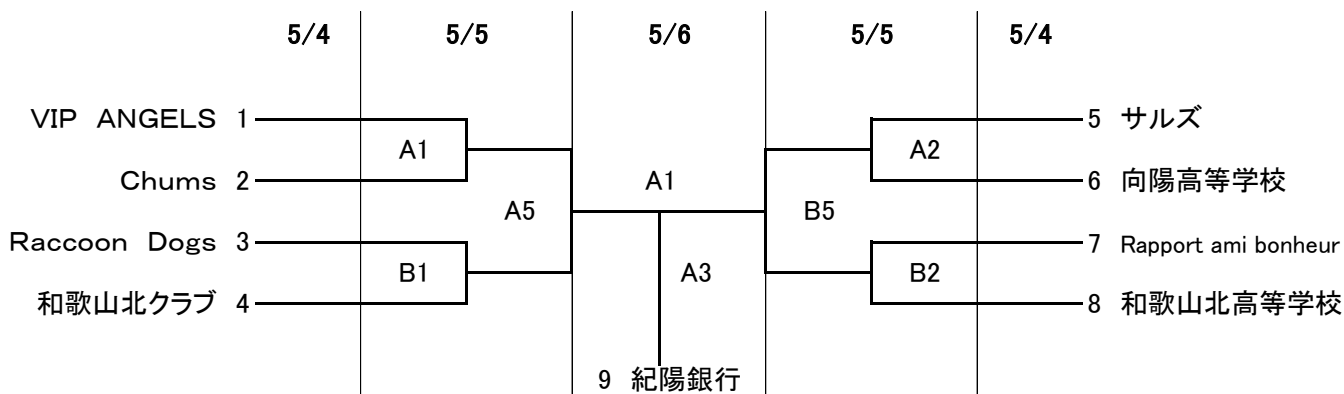 5/4 5/5 5/6 5/5 5/4
VIP ANGELS 1
5 サルズ
A1
A2
Chums 2
A1
6 向陽高等学校
A5
B5
Raccoon Dogs 3
7 Rapport ami bonheur
B1
A3
B2
和歌山北クラブ 4
8 和歌山北高等学校
9 紀陽銀行